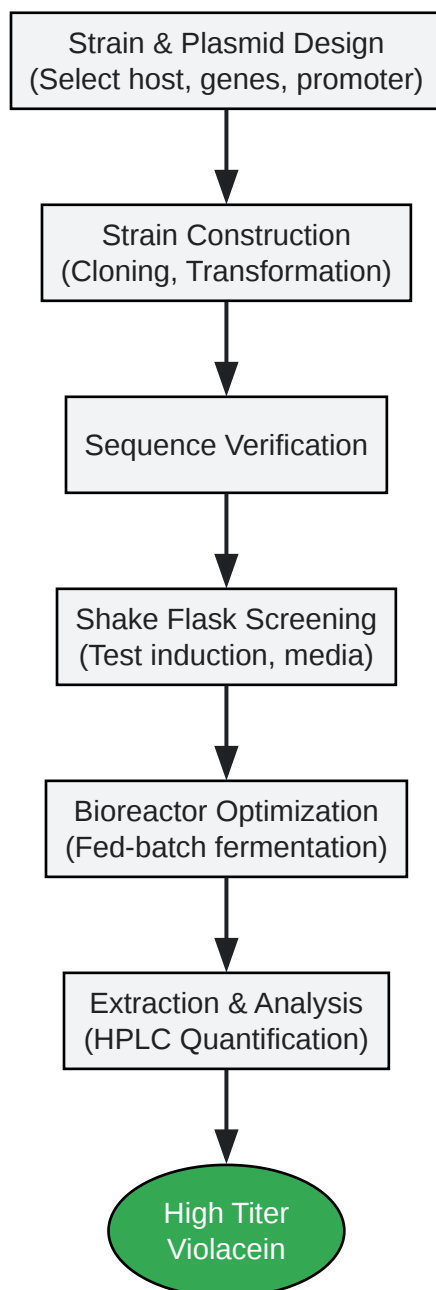 Strain & Plasmid Design
(Select host, genes, promoter)
Strain Construction
(Cloning, Transformation)
Sequence Verification
Shake Flask Screening
(Test induction, media)
Bioreactor Optimization
(Fed-batch fermentation)
Extraction & Analysis
(HPLC Quantification)
High Titer
Violacein